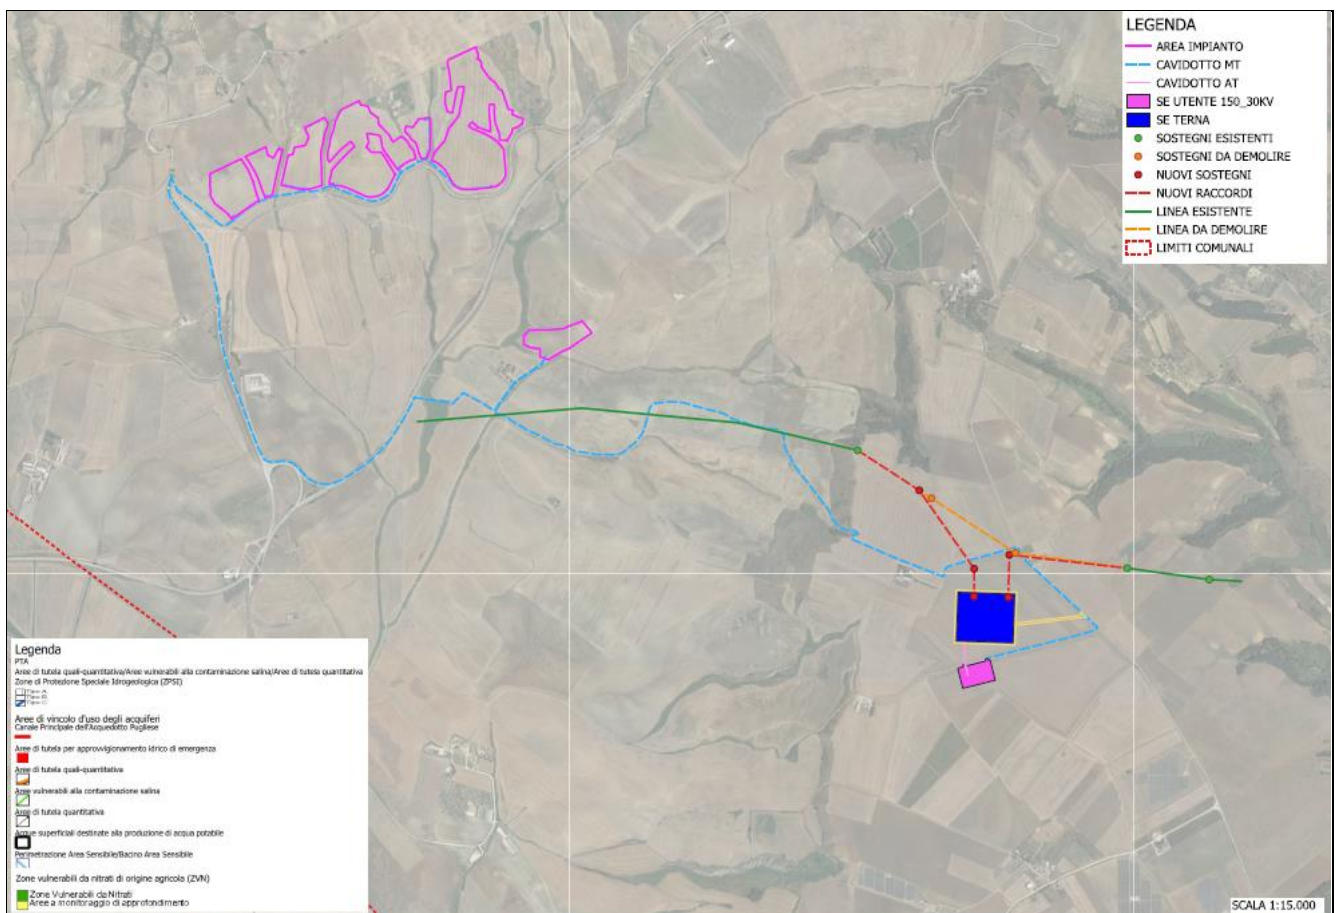 LEGENDA
AREA IMPIANTO
CAVIDOTTO MT
CAVIDOTTO AT
SE UTENTE 150_30KV
SE TERNA
SOSTEGNI ESISTENTI
SOSTEGNI DA DEMOLIRE
NUOVI SOSTEGNI
NUOVI RACCORDI
LINEA ESISTENTE
LINEA DA DEMOLIRE
LIMITI COMUNALI
Legenda
PTA
Aree di tutela quali-quantitativa/Aree vulnerabili alla contaminazione salina/Aree di tutela quantitativa
Zone di Protezione Speciale Idrogeologica (ZPSI)
Tipo A
Tipo B
Tipo C
Aree di vincolo d'uso degli acquiferi
Canale Principale dell'Acquedotto Pugliese
Aree di tutela per approvvigionamento idrico di emergenza
Aree di tutela quali-quantitativa
Aree vulnerabili alla contaminazione salina
Aree di tutela quantitativa
Acque superficiali destinate alla produzione di acqua potabile
Perimetrazione Area Sensibile/Bacino Area Sensibile
Zone vulnerabili da nitrati di origine agricola (ZVN)
Zone Vulnerabili da Nitrati
Aree a monitoraggio di approfondimento
SCALA 1:15.000